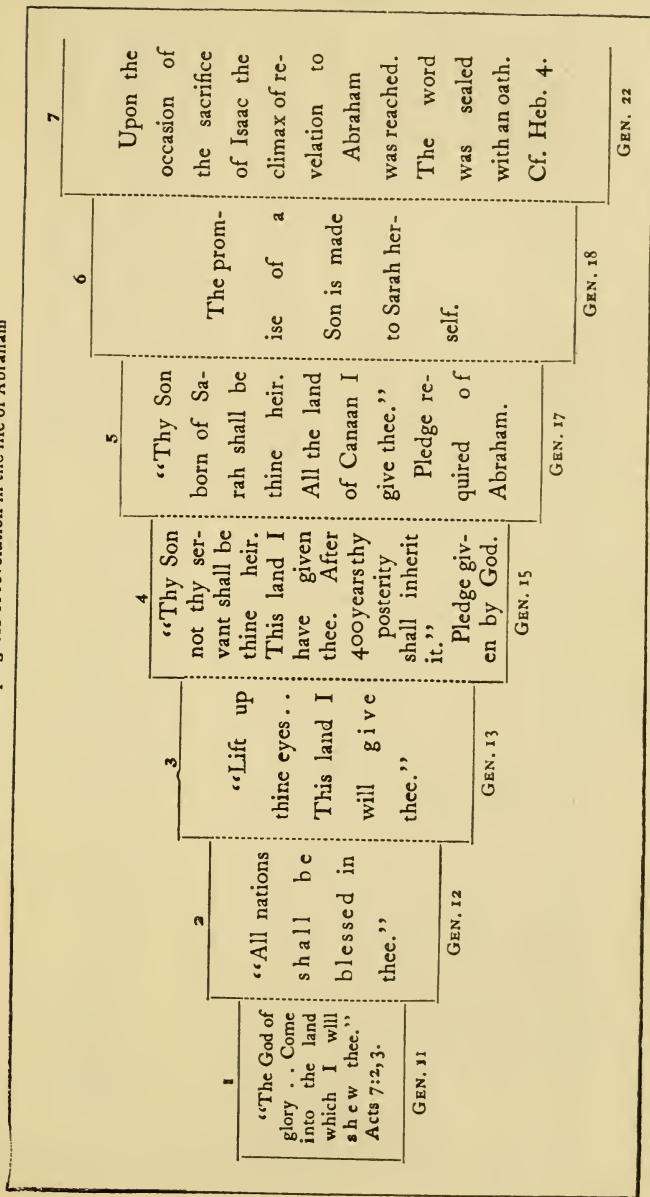 in the life of Abraham
1
“The God of
glory . . Come
into the land
which I will
shew thee.”
Acts 7:2,3.
GEN. 11
2
“All nations
shall be
blessed in
thee.”
GEN. 12
3
“Lift up
thine eyes . .
This land I
will give
thee.”
GEN. 13
4
“Thy Son
not thy ser-
vant shall be
thine heir.
This land I
have given
thee. After
400 years thy
posterity
shall inherit
it.”
Pledge giv-
en by God.
GEN. 15
5
“Thy Son
born of Sa-
rah shall be
thine heir.
All the land
of Canaan I
give thee.”
Pledge re-
quired of
Abraham.
GEN. 17
6
The prom-
ise of a
Son is made
to Sarah her-
self.
GEN. 18
7
Upon the
occasion of
the sacrifice
of Isaac the
climax of re-
velation to
Abraham
was reached.
The word
was sealed
with an oath.
Cf. Heb. 4.
GEN. 22